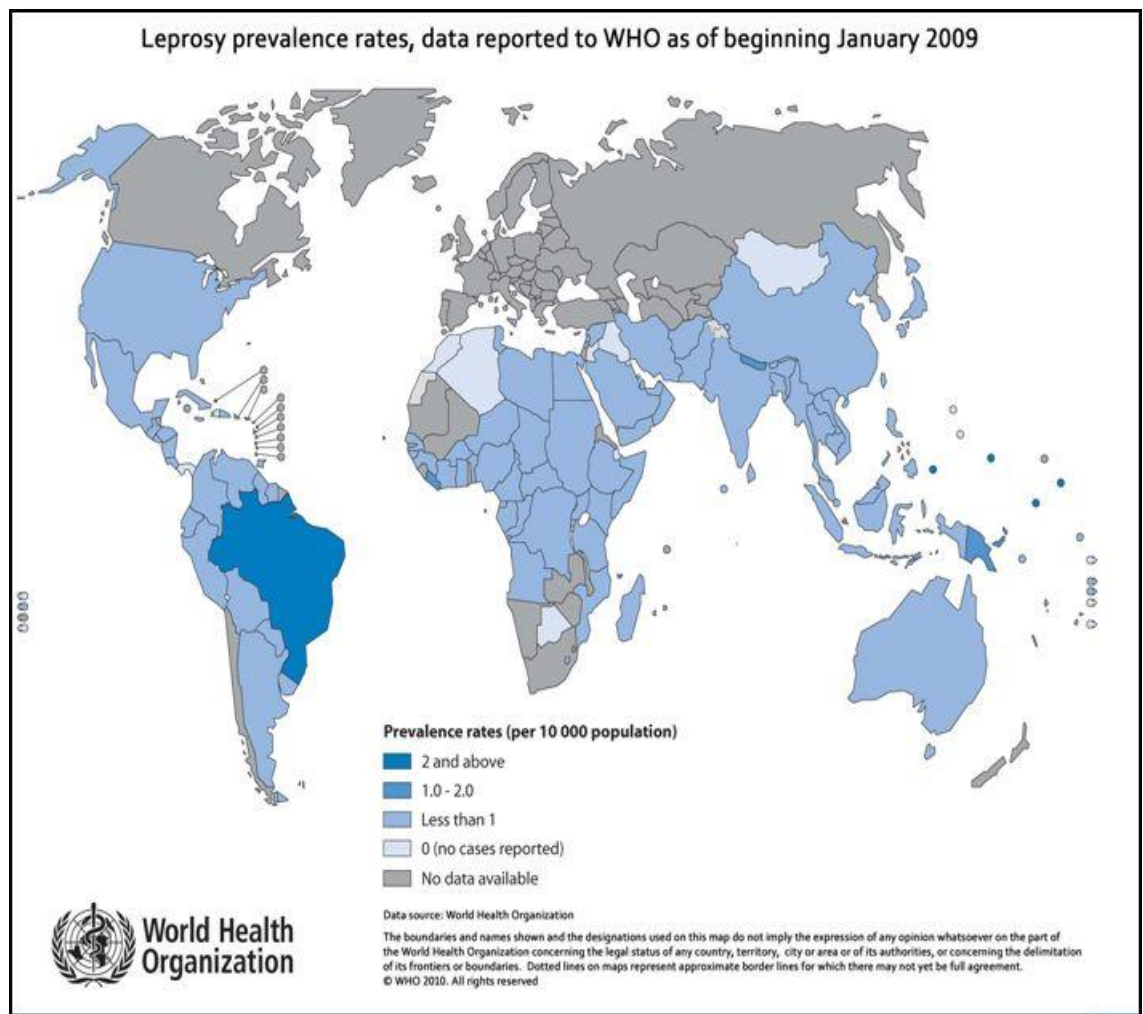 Leprosy prevalence rates, data reported to WHO as of beginning January 2009
Prevalence rates (per 10 000 population)
2 and above
1.0 - 2.0
Less than 1
0 (no cases reported)
No data available
World Health
Organization
Data source: World Health Organization
The boundaries and names shown and the designations used on this map do not imply the expression of any opinion whatsoever on the part of
the World Health Organization concerning the legal status of any country, territory, city or area or of its authorities, or concerning the delimitation
of its frontiers or boundaries. Dotted lines on maps represent approximate border lines for which there may not yet be full agreement.
© WHO 2010. All rights reserved